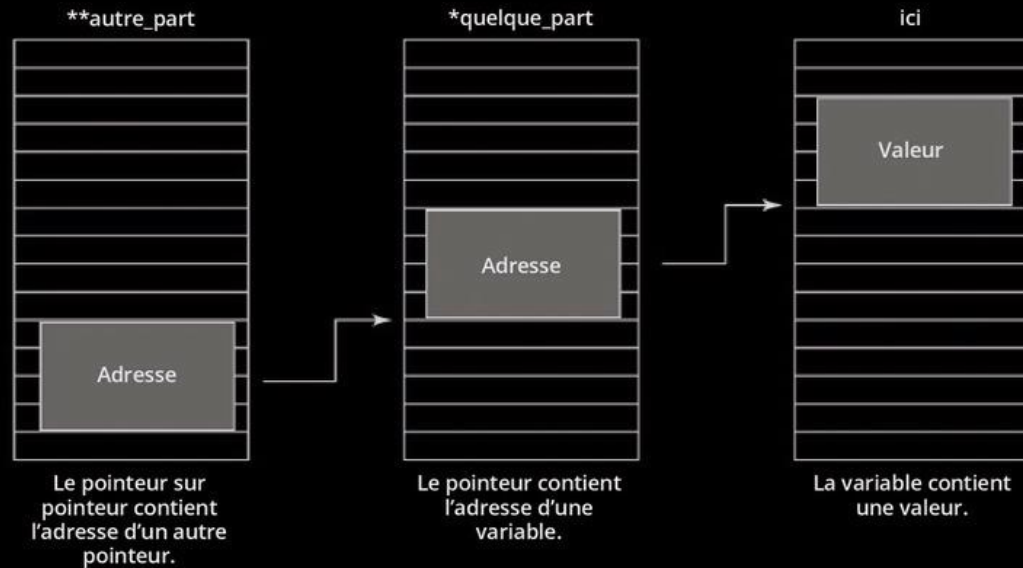 **autre_part
*quelque_part
ici
Valeur
Adresse
Adresse
Le pointeur sur
pointeur contient
l’adresse d’un autre
pointeur.
Le pointeur contient
l’adresse d’une
variable.
La variable contient
une valeur.